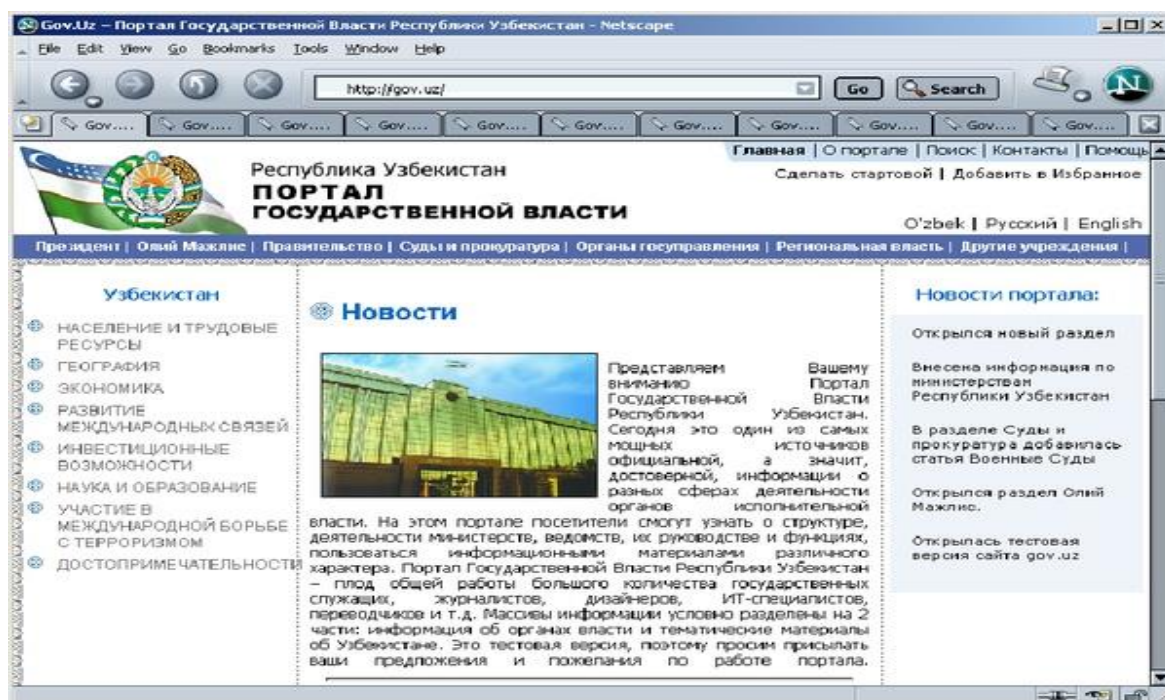 Gov.Uz – Портал Государственной Власти Республики Узбекистан - Netscape
File Edit View Go Bookmarks Tools Window Help
http://gov.uz/ Go Search N
Gov.... Gov.... Gov.... Gov.... Gov.... Gov.... Gov.... Gov.... Gov.... Gov.... Gov....
Главная | О портале | Поиск | Контакты | Помощь
Сделать стартовой | Добавить в Избранное
Республика Узбекистан
ПОРТАЛ
ГОСУДАРСТВЕННОЙ ВЛАСТИ
O'zbek | Русский | English
Президент | Олий Мажлис | Правительство | Суды и прокуратура | Органы госуправления | Региональная власть | Другие учреждения |
Узбекистан
НАСЕЛЕНИЕ И ТРУДОВЫЕ
РЕСУРСЫ
ГЕОГРАФИЯ
ЭКОНОМИКА
РАЗВИТИЕ
МЕЖДУНАРОДНЫХ СВЯЗЕЙ
ИНВЕСТИЦИОННЫЕ
ВОЗМОЖНОСТИ
НАУКА И ОБРАЗОВАНИЕ
УЧАСТИЕ В
МЕЖДУНАРОДНОЙ БОРЬБЕ
С ТЕРРОРИЗМОМ
ДОСТОПРИМЕЧАТЕЛЬНОСТИ
Новости
Представляем Вашему
вниманию Портал
Государственной Власти
Республики Узбекистан.
Сегодня это один из самых
мощных источников
официальной, а значит,
достоверной, информации о
разных сферах деятельности
органов исполнительной
власти. На этом портале посетители смогут узнать о структуре,
деятельности министерств, ведомств, их руководстве и функциях,
пользоваться информационными материалами различного
характера. Портал Государственной Власти Республики Узбекистан
– плод общей работы большого количества государственных
служащих, журналистов, дизайнеров, ИТ-специалистов,
переводчиков и т.д. Массивы информации условно разделены на 2
части: информация об органах власти и тематические материалы
об Узбекистане. Это тестовая версия, поэтому просим присылать
ваши предложения и пожелания по работе портала.
Новости портала:
Открылся новый раздел
Внесена информация по
министерствам
Республики Узбекистан
В разделе Суды и
прокуратура добавилась
статья Военные Суды
Открылся раздел Олий
Мажлис.
Открылась тестовая
версия сайта gov.uz